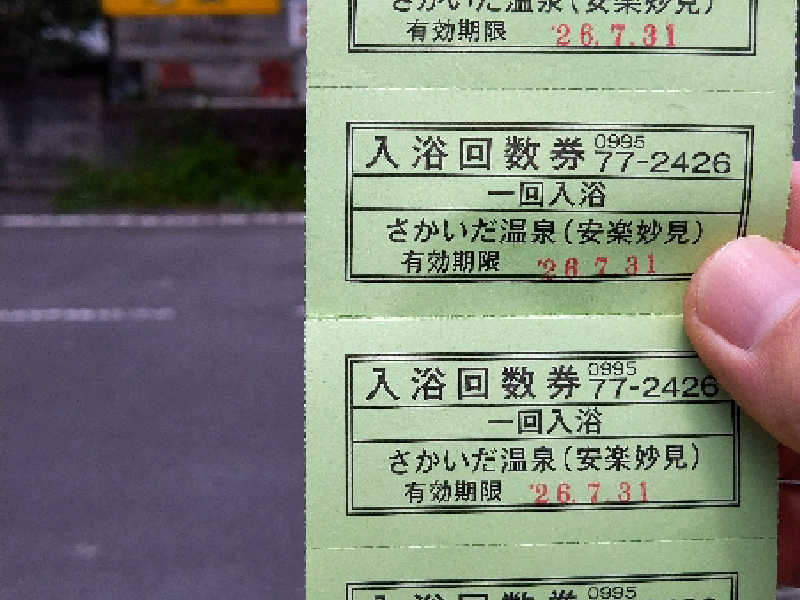 さかいだ温泉(安楽妙見)
有効期限 '26.7.31
入浴回数券 0995 77-2426
一回入浴
さかいだ温泉(安楽妙見)
有効期限 '26.7.31
入浴回数券 0995 77-2426
一回入浴
さかいだ温泉(安楽妙見)
有効期限 '26.7.31
入浴回数券 0995